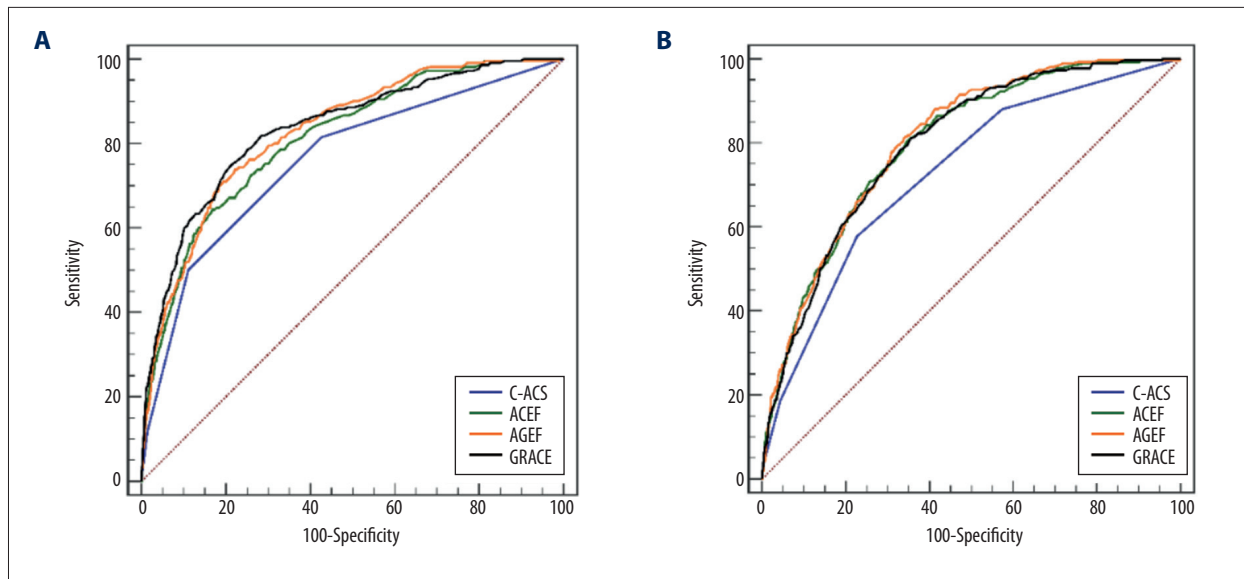 A
100
80
60
40
20
0
Sensitivity
0 20 40 60 80 100
100-Specificity
C-ACS
ACEF
AGEF
GRACE
B
100
80
60
40
20
0
Sensitivity
0 20 40 60 80 100
100-Specificity
C-ACS
ACEF
AGEF
GRACE